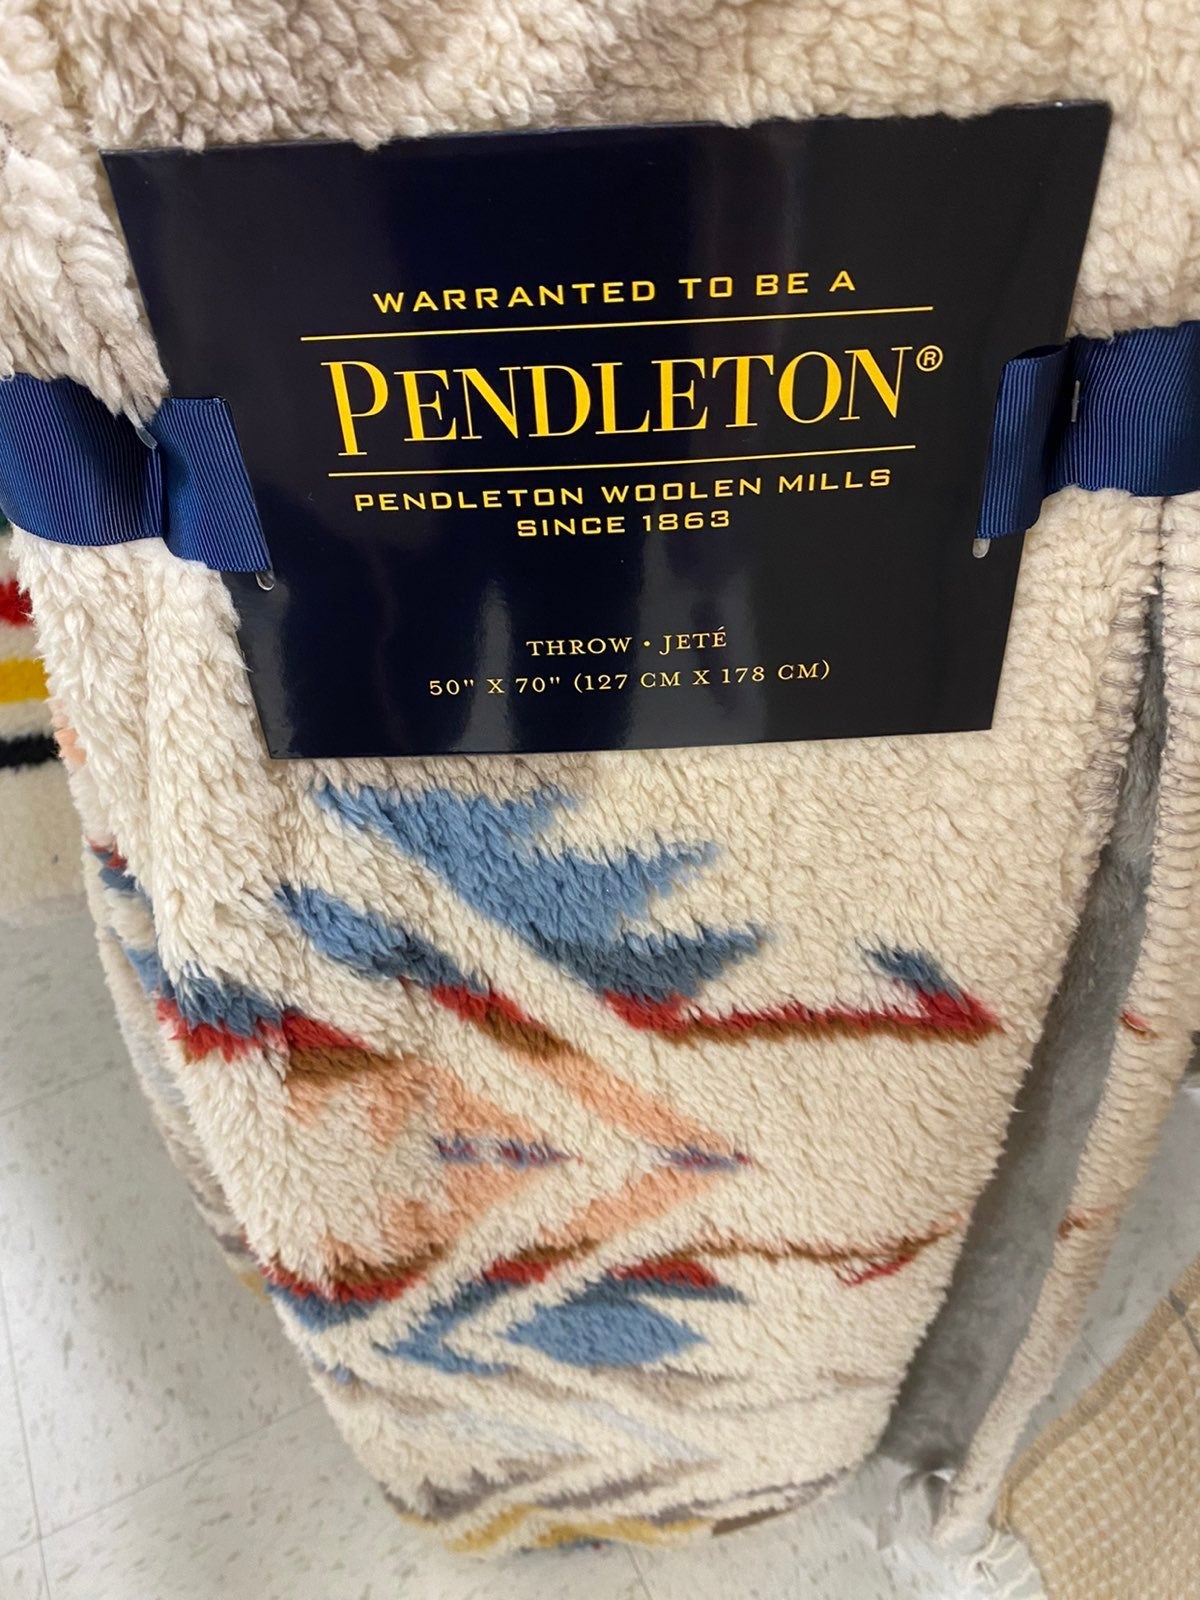 WARRANTED TO BE A
PENDLETON®
PENDLETON WOOLEN MILLS
SINCE 1863
THROW • JETÉ
50" X 70" (127 CM X 178 CM)